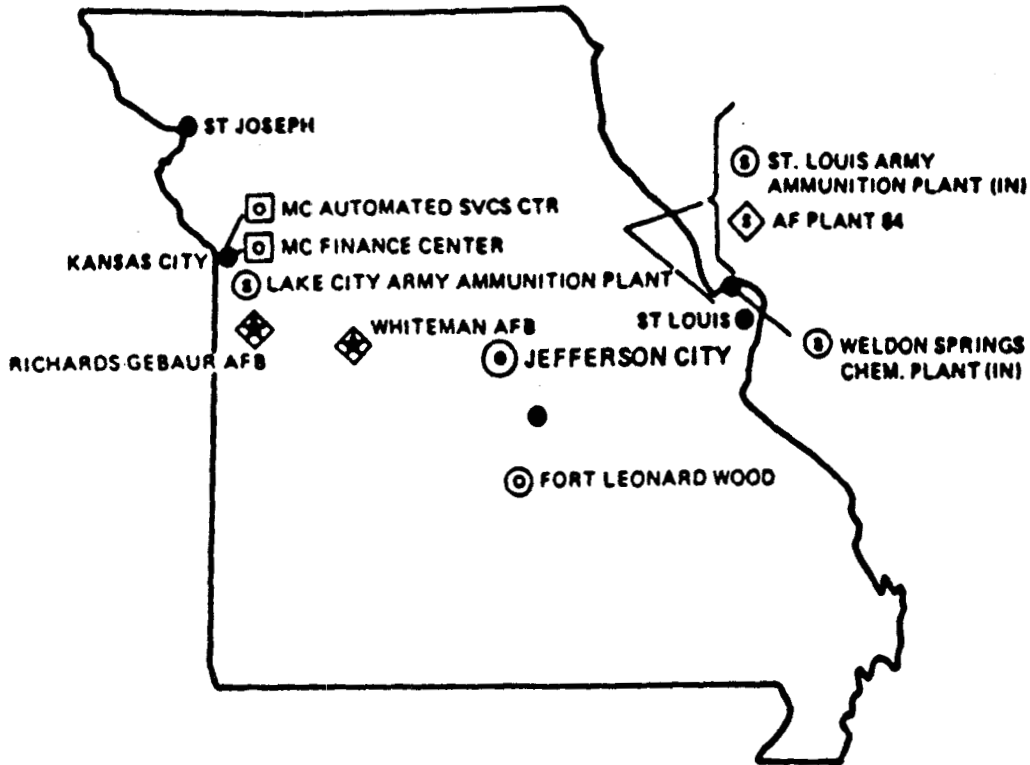 ST JOSEPH
MC AUTOMATED SVCS CTR
KANSAS CITY
MC FINANCE CENTER
LAKE CITY ARMY AMMUNITION PLANT
RICHARDS-GEBAUR AFB
WHITEMAN AFB
JEFFERSON CITY
FORT LEONARD WOOD
ST. LOUIS ARMY
AMMUNITION PLANT (IN)
AF PLANT 84
ST LOUIS
WELDON SPRINGS
CHEM. PLANT (IN)